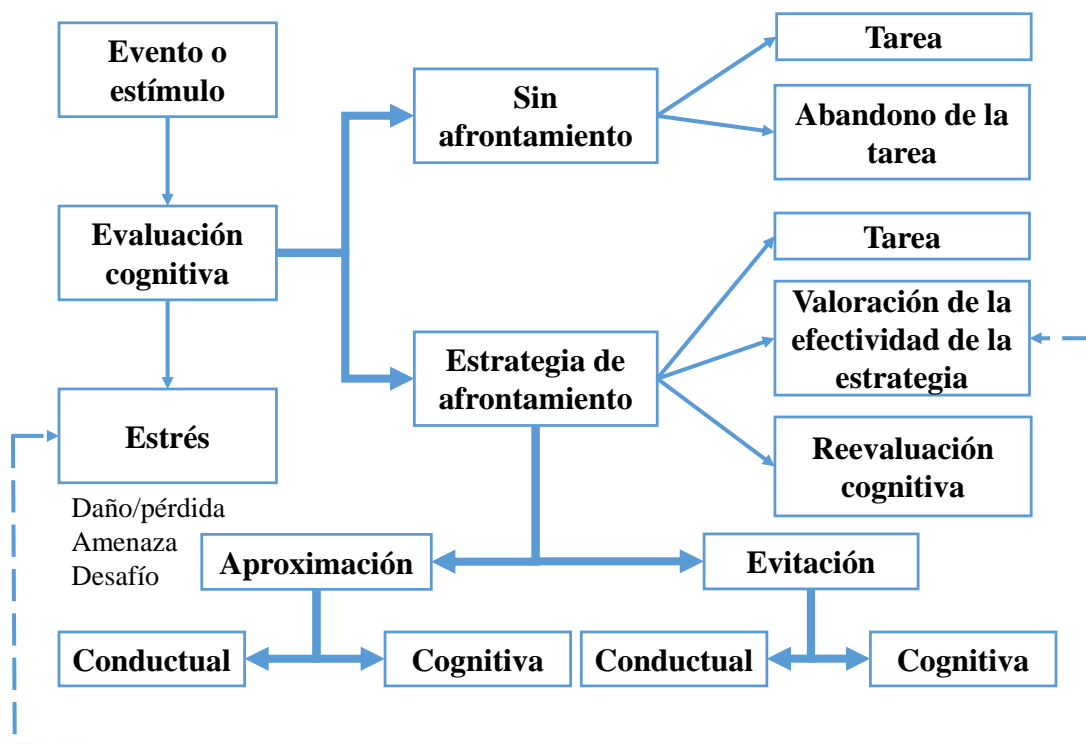 Evento o
estímulo
Sin
afrontamiento
Tarea
Abandono de la
tarea
Evaluación
cognitiva
Tarea
Valoración de la
efectividad de la
estrategia
Estrategia de
afrontamiento
Estrés
Reevaluación
cognitiva
Daño/pérdida
Amenaza
Desafío
Aproximación
Evitación
Conductual
Cognitiva
Conductual
Cognitiva